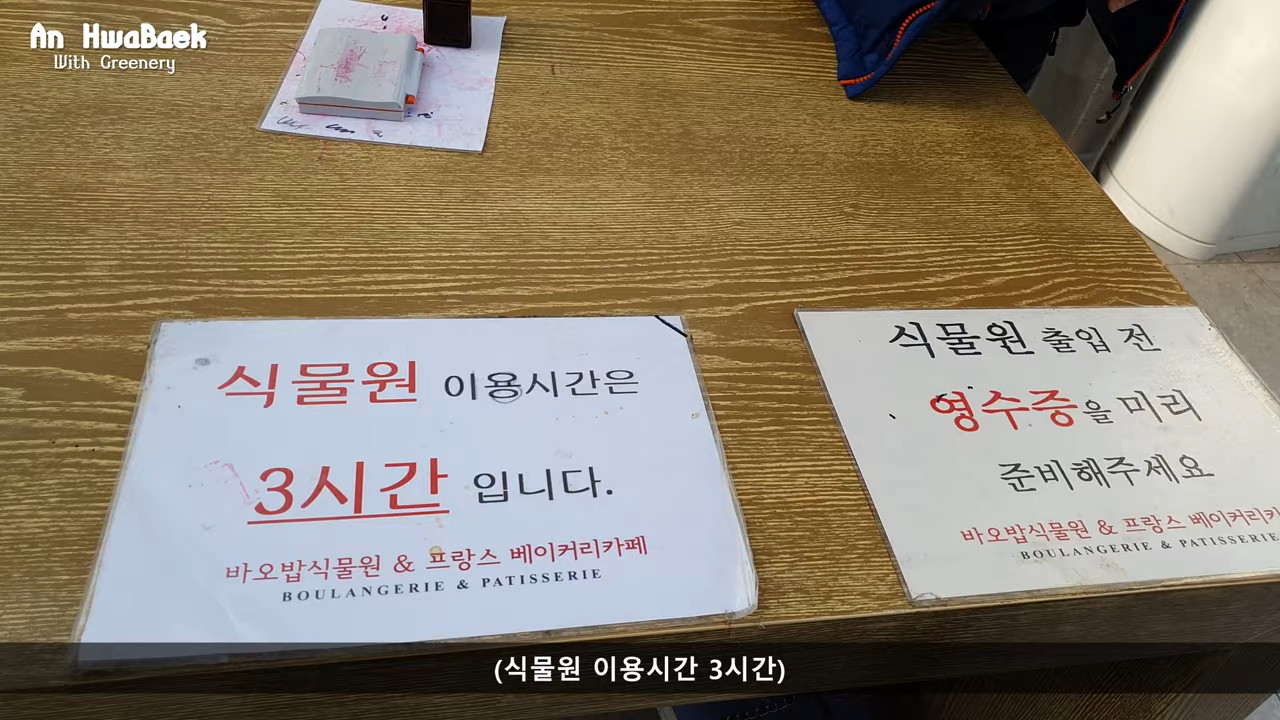 An HwaBaek
With Greenery
식물원 이용시간은
3시간 입니다.
바오밥식물원 & 프랑스 베이커리카페
BOULANGERIE & PATISSERIE
식물원 출입 전
영수증을 미리
준비해주세요
바오밥식물원 & 프랑스 베이커리카
BOULANGERIE & PATISSERIE
(식물원 이용시간 3시간)